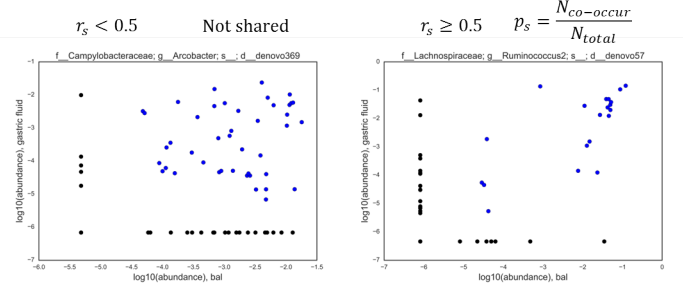 r_s < 0.5 Not shared
r_s ≥ 0.5 p_s = N_co-occur / N_total
f__Campylobacteraceae; g__Arcobacter; s__; d__denovo369
−1
−2
−3
−4
−5
−6
−7
log10(abundance), gastric fluid
−6.0 −5.5 −5.0 −4.5 −4.0 −3.5 −3.0 −2.5 −2.0 −1.5
log10(abundance), bal
f__Lachnospiraceae; g__Ruminococcus2; s__; d__denovo57
0
−1
−2
−3
−4
−5
−6
−7
log10(abundance), gastric fluid
−7 −6 −5 −4 −3 −2 −1 0
log10(abundance), bal